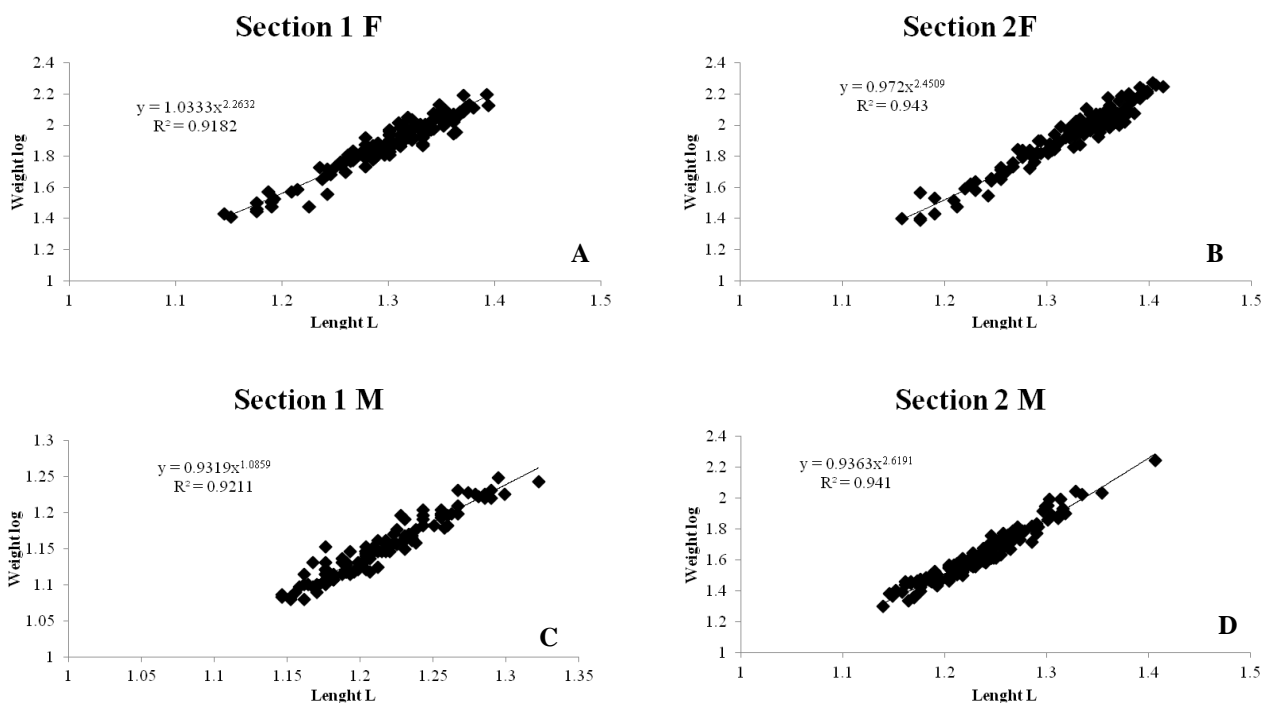 Section 1 F
2.4
2.2
2
1.8
1.6
1.4
1.2
1
Weight log
y = 1.0333x^2.2632
R² = 0.9182
A
1
1.1
1.2
1.3
1.4
1.5
Lenght L
Section 2F
2.4
2.2
2
1.8
1.6
1.4
1.2
1
Weight log
y = 0.972x^2.4509
R² = 0.943
B
1
1.1
1.2
1.3
1.4
1.5
Lenght L
Section 1 M
1.3
1.25
1.2
1.15
1.1
1.05
1
Weight log
y = 0.9319x^1.0859
R² = 0.9211
C
1
1.05
1.1
1.15
1.2
1.25
1.3
1.35
Lenght L
Section 2 M
2.4
2.2
2
1.8
1.6
1.4
1.2
1
Weight log
y = 0.9363x^2.6191
R² = 0.941
D
1
1.1
1.2
1.3
1.4
1.5
Lenght L